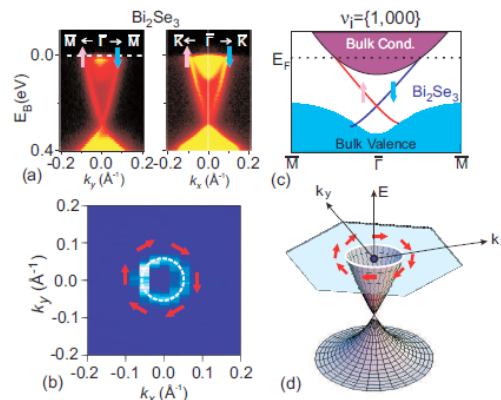 Bi2Se3
M̅ ← Γ̅ → M̅
K̅ ← Γ̅ → K̅
0.0
EB(eV)
0.4
-0.2 0.0 0.2
-0.2 0.0 0.2
(a)
ky (Å-1)
kx (Å-1)
νi={1,000}
Bulk Cond.
EF
Bi2Se3
Bulk Valence
M̅ Γ̅ M̅
(c)
0.2
0.1
0.0
-0.1
-0.2
ky (Å-1)
-0.2 -0.1 0.0 0.1 0.2
(b)
kx (Å-1)
E
ky
k
(d)